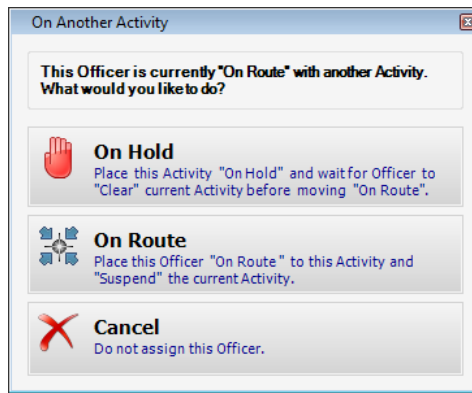 On Another Activity
This Officer is currently "On Route" with another Activity.
What would you like to do?
On Hold
Place this Activity "On Hold" and wait for Officer to
"Clear" current Activity before moving "On Route".
On Route
Place this Officer "On Route " to this Activity and
"Suspend" the current Activity.
Cancel
Do not assign this Officer.